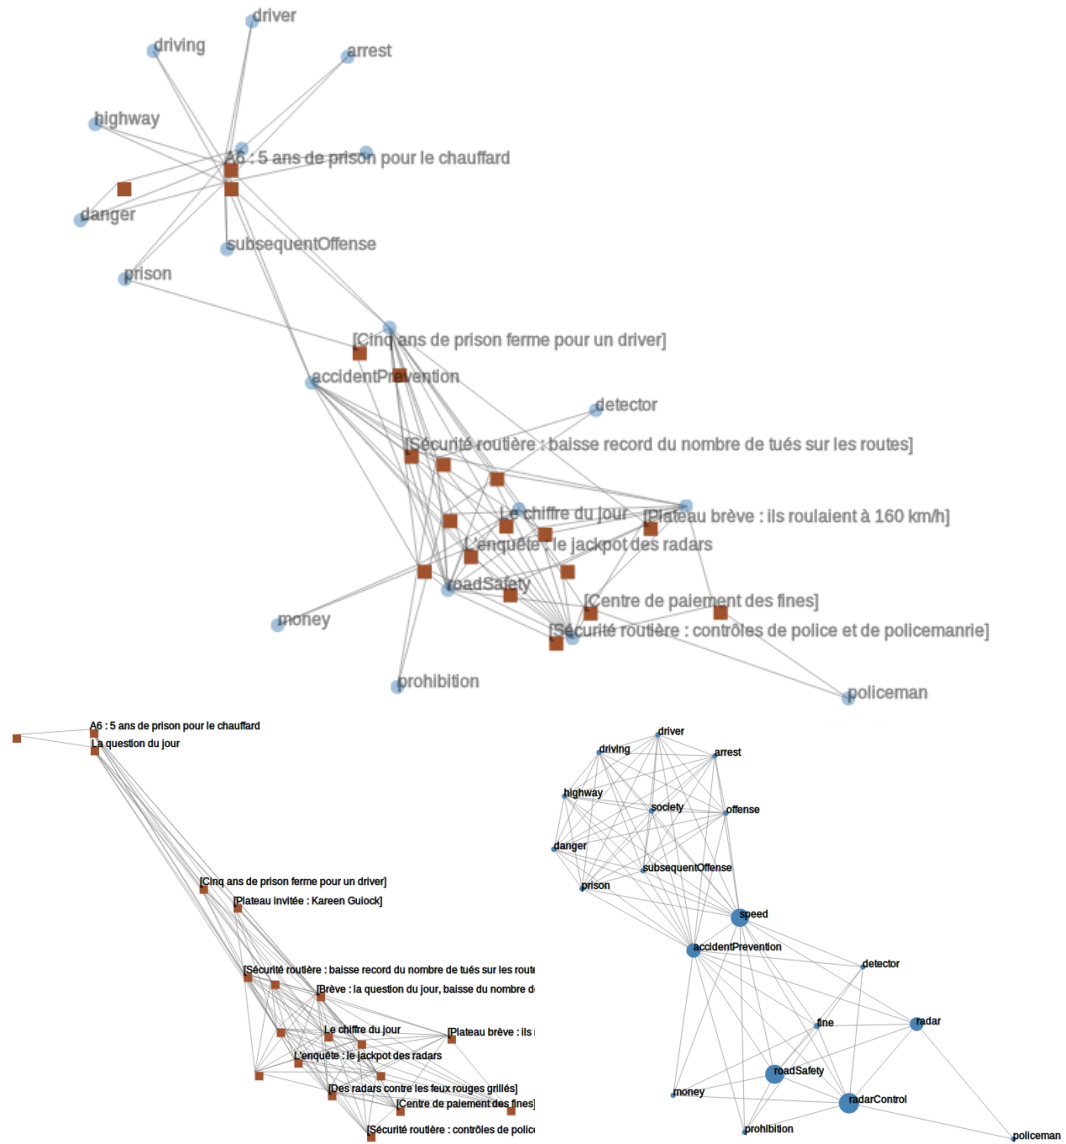 driver
driving
arrest
highway
A6 : 5 ans de prison pour le chauffard
danger
subsequentOffense
prison
[Cinq ans de prison ferme pour un driver]
accidentPrevention
detector
[Sécurité routière : baisse record du nombre de tués sur les routes]
Le chiffre du jour
[Plateau brève : ils roulaient à 160 km/h]
L'enquête : le jackpot des radars
roadSafety
[Centre de paiement des fines]
money
[Sécurité routière : contrôles de police et de policemanrie]
prohibition
policeman
A6 : 5 ans de prison pour le chauffard
La question du jour
[Cinq ans de prison ferme pour un driver]
[Plateau invitée : Kareen Guiock]
[Sécurité routière : baisse record du nombre de tués sur les route
[Brève : la question du jour, baisse du nombre d
Le chiffre du jour
[Plateau brève : ils
L'enquête : le jackpot des radars
[Des radars contre les feux rouges grillés]
[Centre de paiement des fines]
[Sécurité routière : contrôles de polic
driver
driving
arrest
highway
society
offense
danger
subsequentOffense
prison
speed
accidentPrevention
detector
fine
radar
roadSafety
money
radarControl
prohibition
policeman